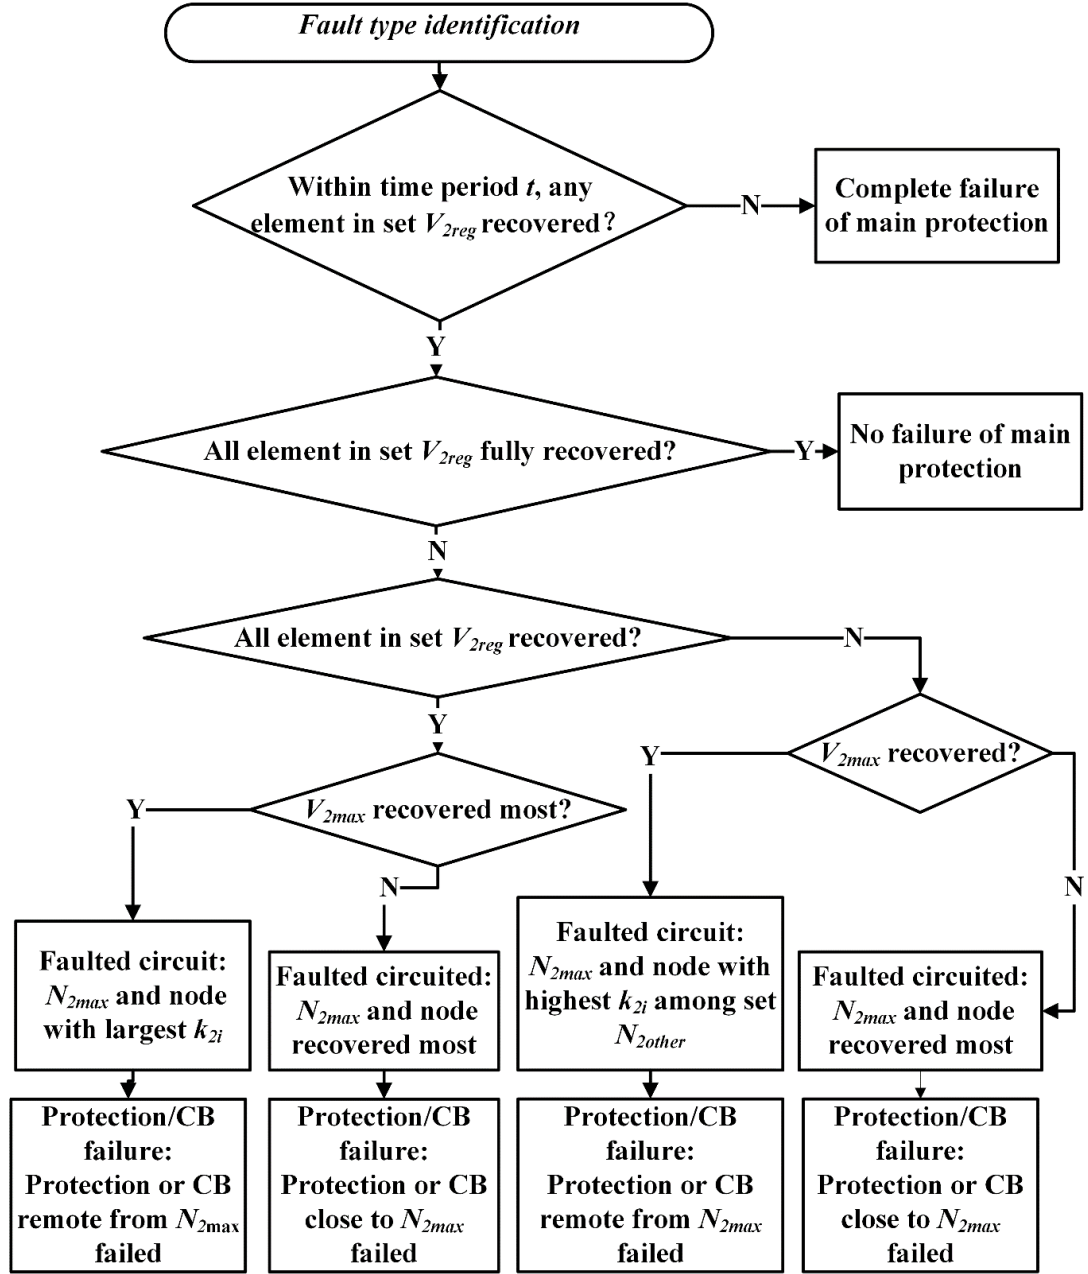 Fault type identification
Within time period t, any
element in set V2reg recovered?
N
Complete failure
of main protection
Y
All element in set V2reg fully recovered?
Y
No failure of main
protection
N
All element in set V2reg recovered?
N
Y
V2max recovered?
Y
N
V2max recovered most?
Y
N
Faulted circuit:
N2max and node
with largest k2i
Faulted circuited:
N2max and node
recovered most
Faulted circuit:
N2max and node with
highest k2i among set
N2other
Faulted circuited:
N2max and node
recovered most
Protection/CB
failure:
Protection or CB
remote from N2max
failed
Protection/CB
failure:
Protection or CB
close to N2max
failed
Protection/CB
failure:
Protection or CB
remote from N2max
failed
Protection/CB
failure:
Protection or CB
close to N2max
failed